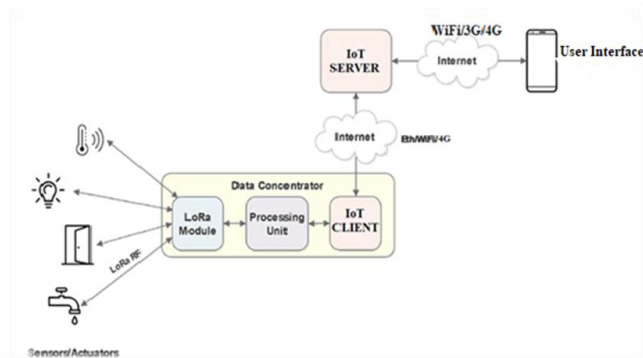 WiFi/3G/4G
IoT
SERVER
Internet
User Interface
Internet
Eth/WiFi/4G
Data Concentrator
LoRa
Module
Processing
Unit
IoT
CLIENT
LoRa RF
Sensors/Actuators